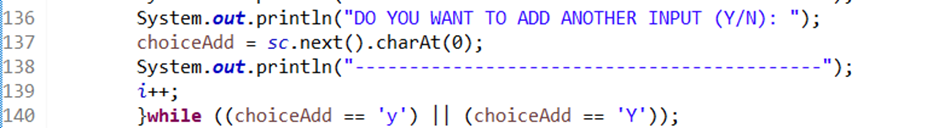 136 System.out.println("DO YOU WANT TO ADD ANOTHER INPUT (Y/N): ");
137 choiceAdd = sc.next().charAt(0);
138 System.out.println("-------------------------------------------");
139 i++;
140 }while ((choiceAdd == 'y') || (choiceAdd == 'Y'));